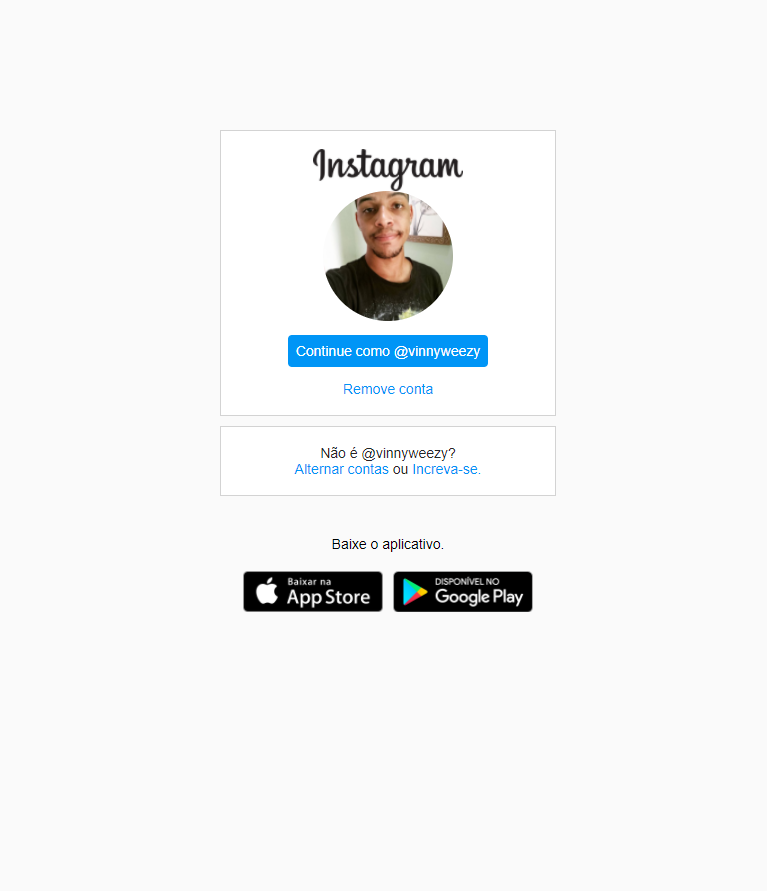 Instagram
Continue como @vinnyweezy
Remove conta
Não é @vinnyweezy?
Alternar contas ou Increva-se.
Baixe o aplicativo.
Baixar na
App Store
DISPONÍVEL NO
Google Play